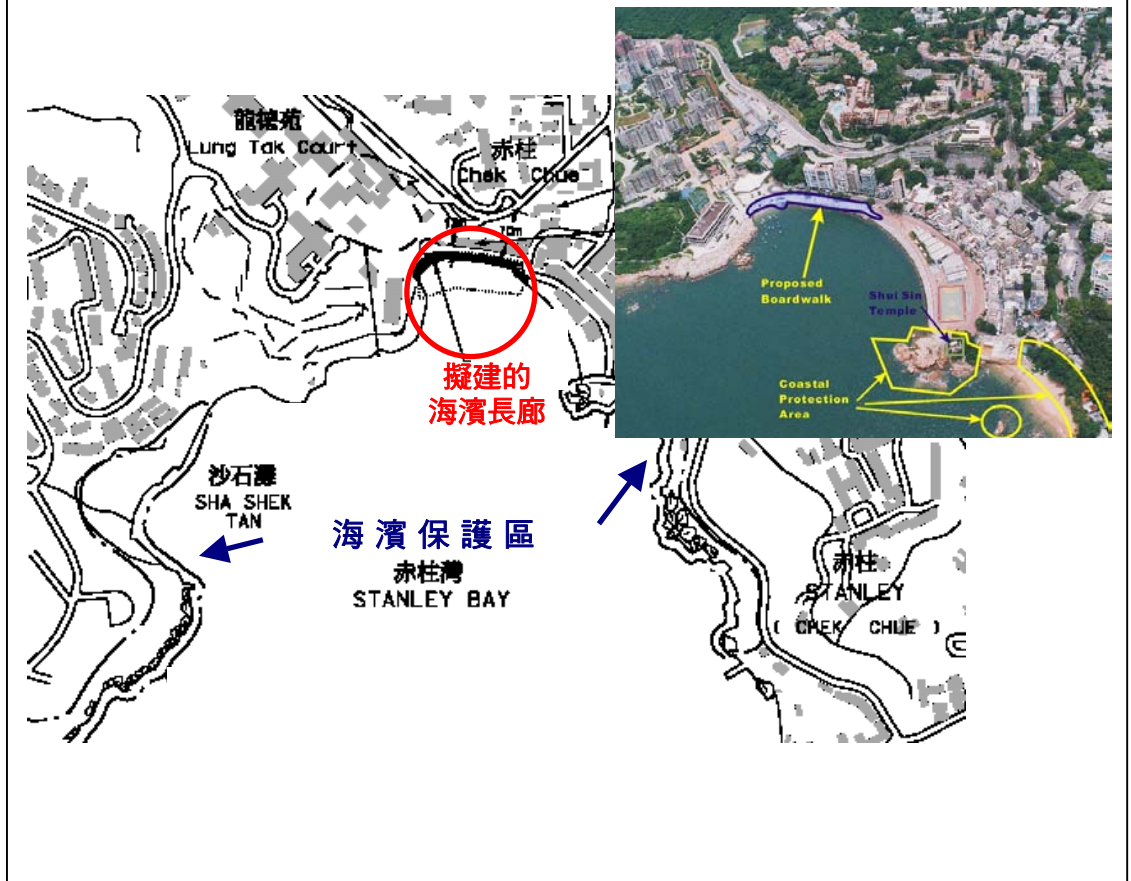 龍德苑
Lung Tak Court
赤柱
Chek Chue
擬建的
海濱長廊
Proposed
Boardwalk
Shui Sin
Temple
Coastal
Protection
Area
沙石灘
SHA SHEK
TAN
海濱保護區
赤柱灣
STANLEY BAY
赤柱
STANLEY
( CHEK CHUE )